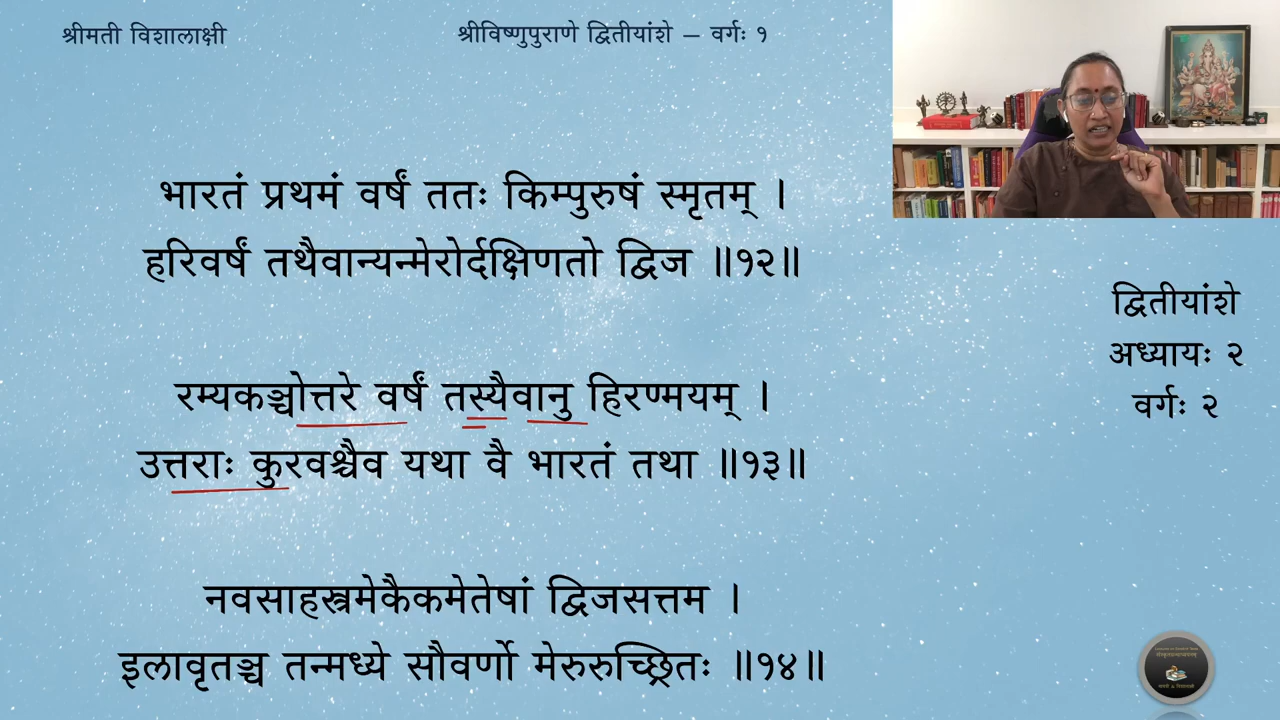 श्रीमती विशालाक्षी
श्रीविष्णुपुराणे द्वितीयांशे – वर्गः १
भारतं प्रथमं वर्षं ततः किम्पुरुषं स्मृतम् ।
हरिवर्षं तथैवान्यन्मेरोर्दक्षिणतो द्विज ॥१२॥
रम्यकञ्चोत्तरे वर्षं तस्यैवानु हिरण्मयम् ।
उत्तराः कुरवश्चैव यथा वै भारतं तथा ॥१३॥
नवसाहस्त्रमेकैकमेतेषां द्विजसत्तम ।
इलावृतञ्च तन्मध्ये सौवर्णो मेरुरुच्छ्रितः ॥१४॥
द्वितीयांशे
अध्यायः २
वर्गः २